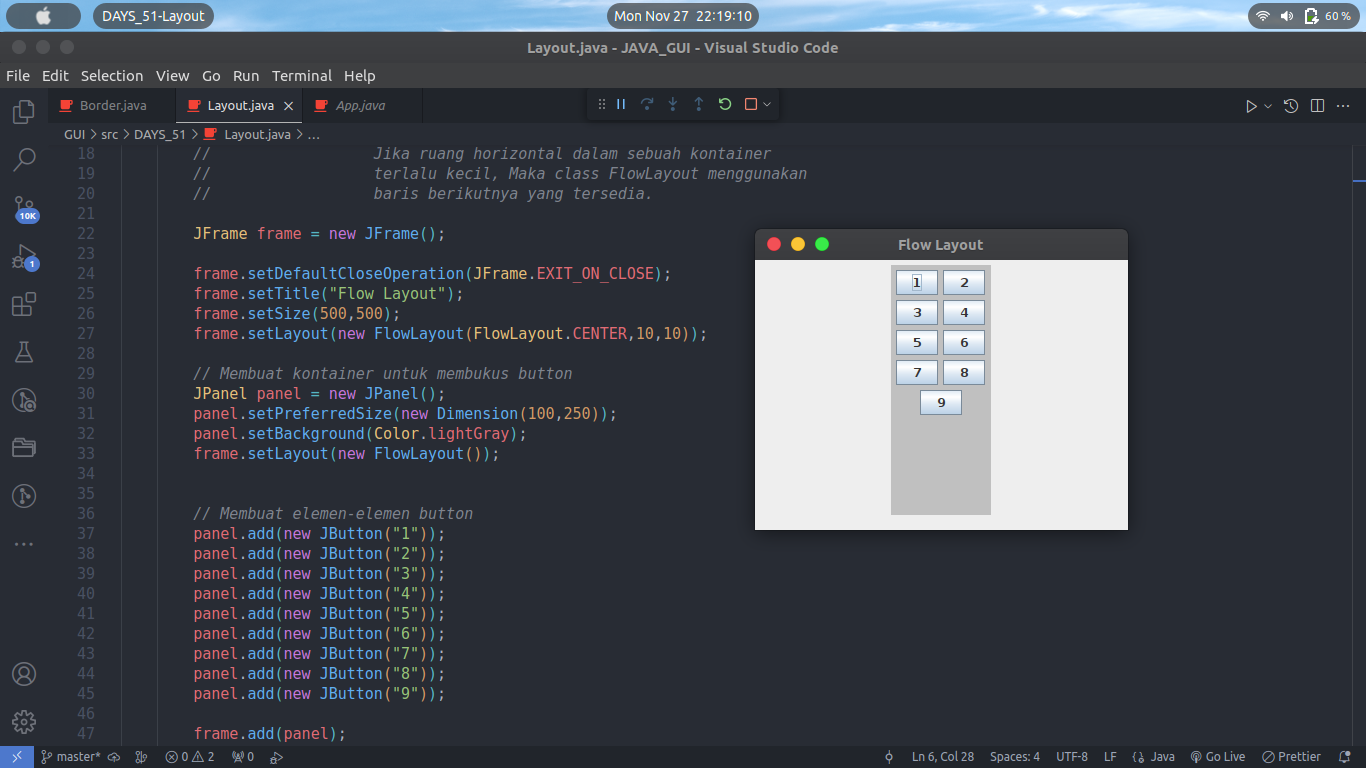 DAYS_51-Layout
Mon Nov 27 22:19:10
60 %
Layout.java - JAVA_GUI - Visual Studio Code
File Edit Selection View Go Run Terminal Help
Border.java Layout.java App.java
GUI > src > DAYS_51 > Layout.java > ...
18 // Jika ruang horizontal dalam sebuah kontainer
19 // terlalu kecil, Maka class FlowLayout menggunakan
20 // baris berikutnya yang tersedia.
21
22 JFrame frame = new JFrame();
23
24 frame.setDefaultCloseOperation(JFrame.EXIT_ON_CLOSE);
25 frame.setTitle("Flow Layout");
26 frame.setSize(500,500);
27 frame.setLayout(new FlowLayout(FlowLayout.CENTER,10,10));
28
29 // Membuat kontainer untuk membukus button
30 JPanel panel = new JPanel();
31 panel.setPreferredSize(new Dimension(100,250));
32 panel.setBackground(Color.lightGray);
33 frame.setLayout(new FlowLayout());
34
35
36 // Membuat elemen-elemen button
37 panel.add(new JButton("1"));
38 panel.add(new JButton("2"));
39 panel.add(new JButton("3"));
40 panel.add(new JButton("4"));
41 panel.add(new JButton("5"));
42 panel.add(new JButton("6"));
43 panel.add(new JButton("7"));
44 panel.add(new JButton("8"));
45 panel.add(new JButton("9"));
46
47 frame.add(panel);
Flow Layout
1 2
3 4
5 6
7 8
9
10K
1
master* 0 2 0 Ln 6, Col 28 Spaces: 4 UTF-8 LF {} Java Go Live Prettier